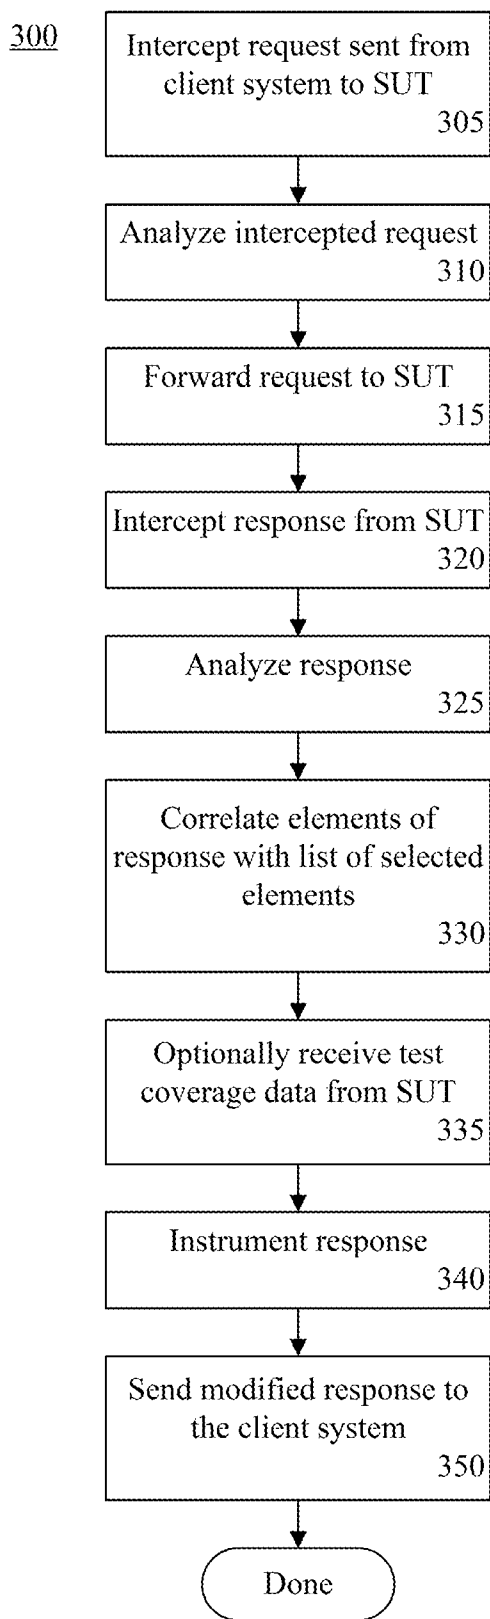 300
Intercept request sent from
client system to SUT
305
Analyze intercepted request
310
Forward request to SUT
315
Intercept response from SUT
320
Analyze response
325
Correlate elements of
response with list of selected
elements
330
Optionally receive test
coverage data from SUT
335
Instrument response
340
Send modified response to
the client system
350
Done